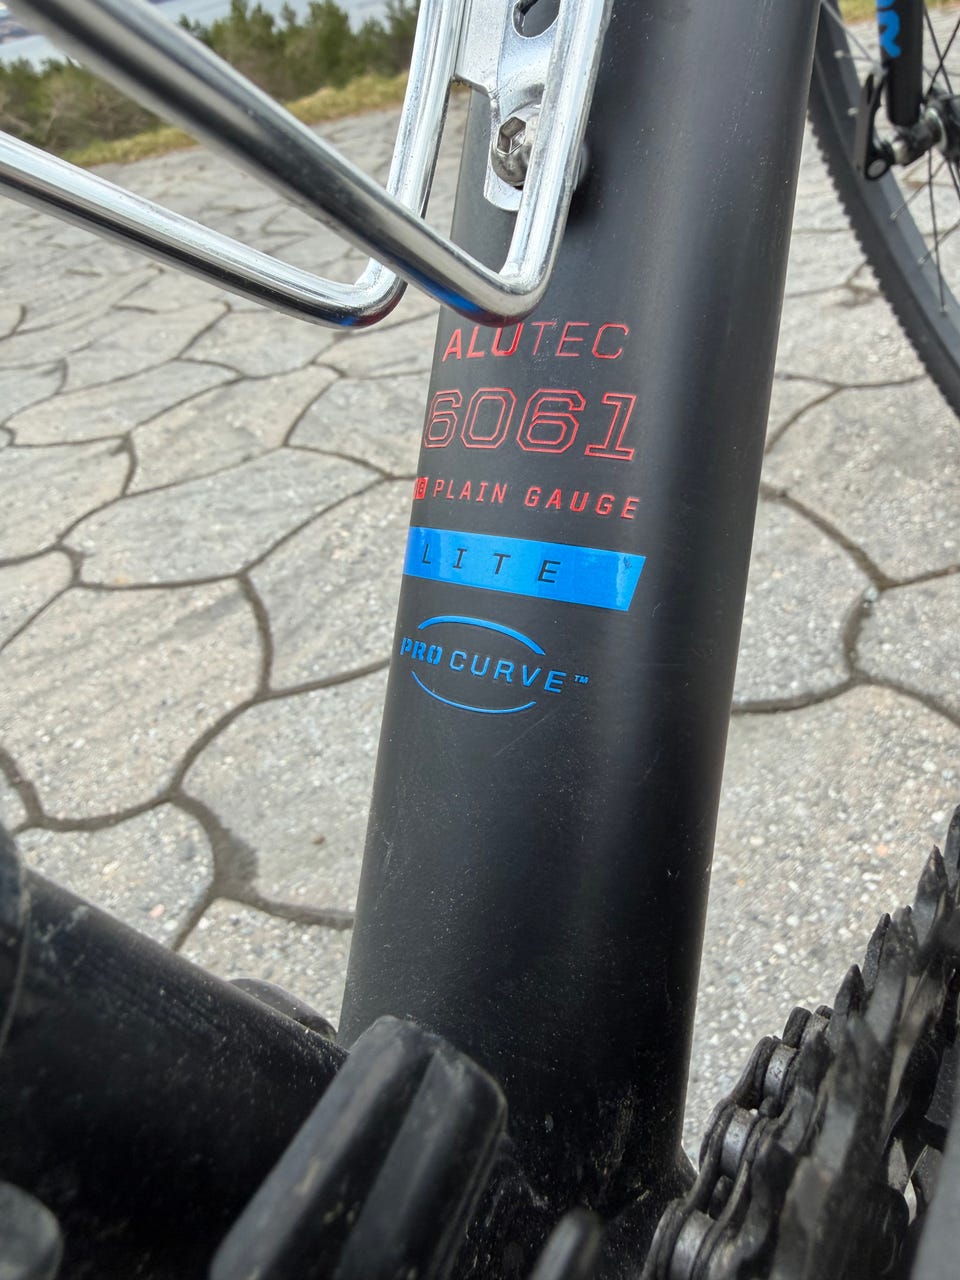 ALUTEC
6061
PLAIN GAUGE
LITE
PRO CURVE™